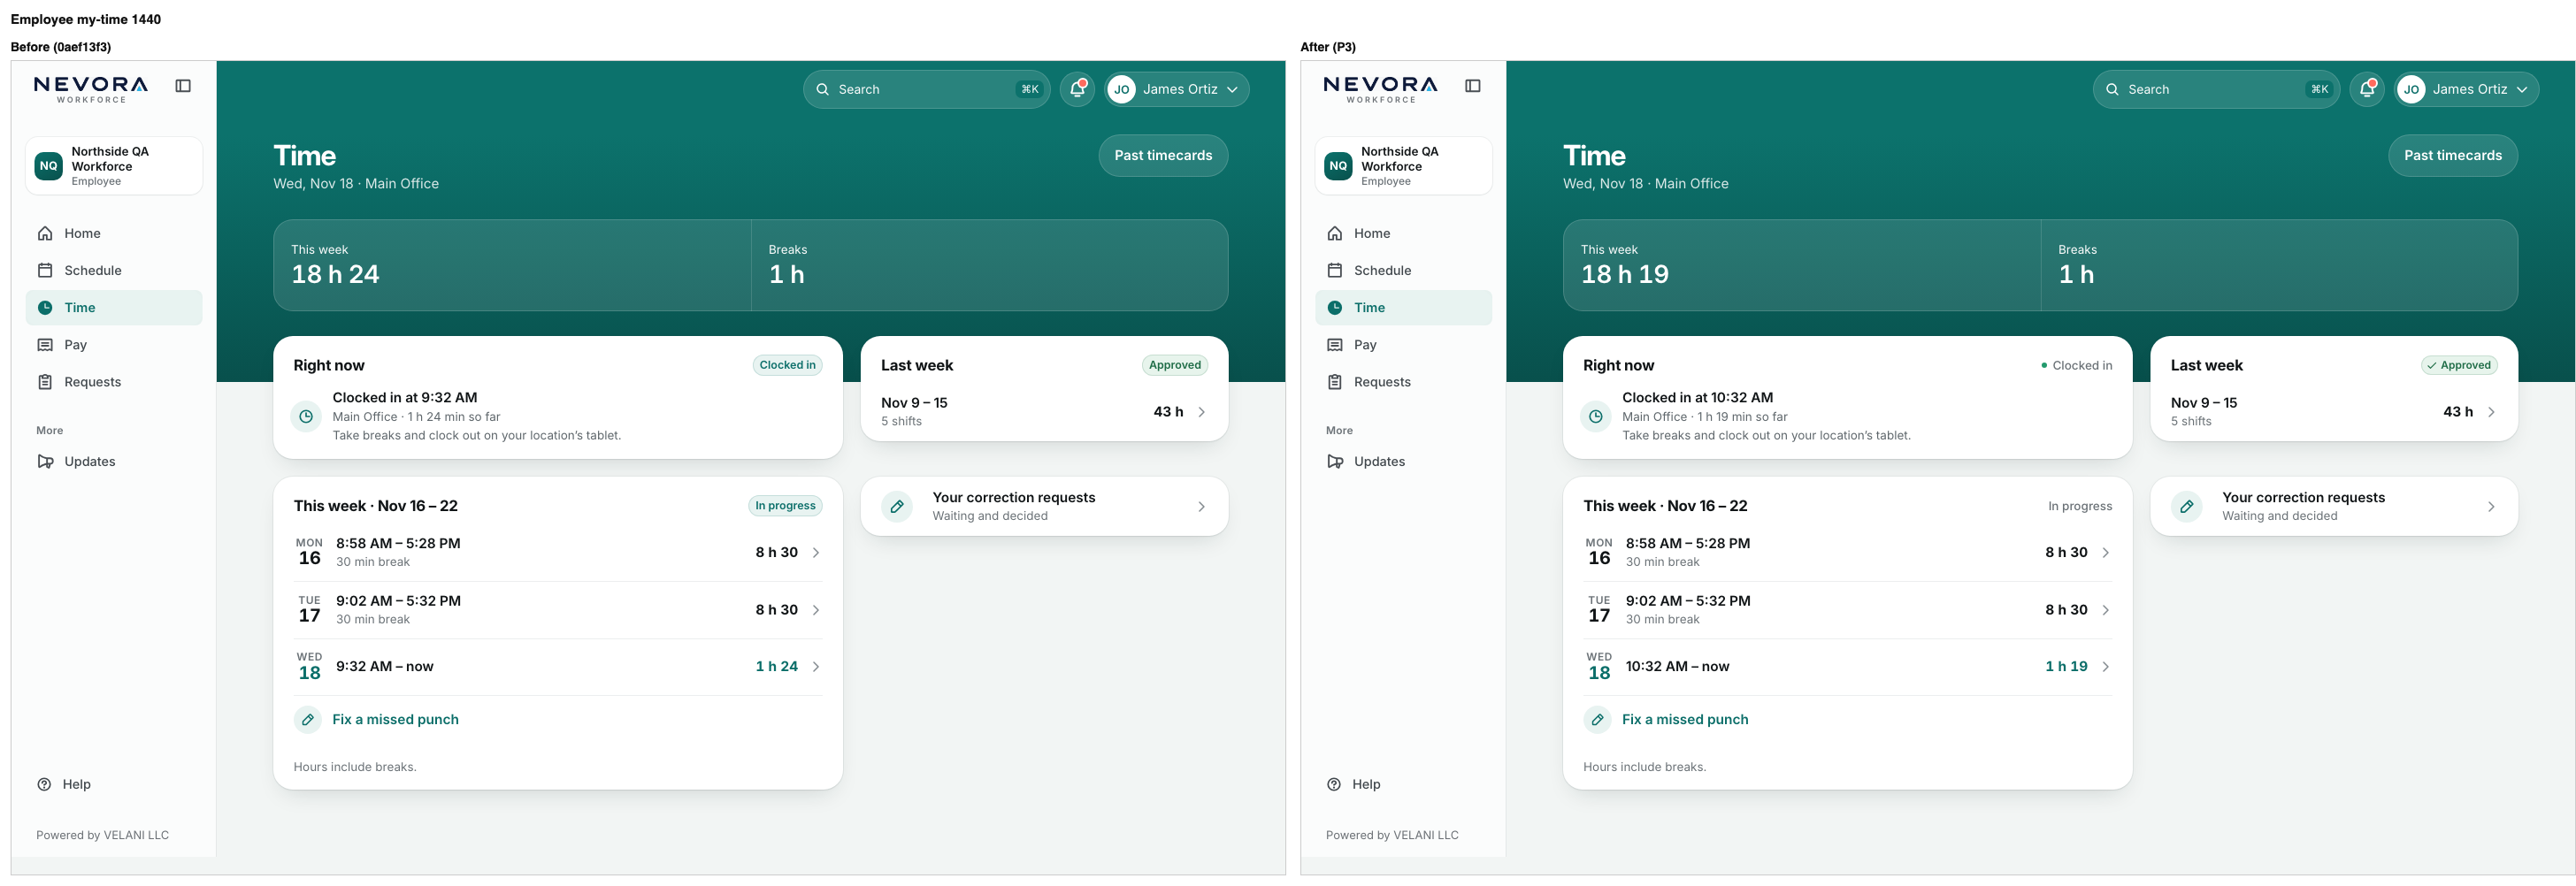 Employee my-time 1440
Before (0aef13f3)
NEVORA
WORKFORCE
Search
⌘K
JO
James Ortiz
NQ
Northside QA
Workforce
Employee
Home
Schedule
Time
Pay
Requests
More
Updates
Help
Powered by VELANI LLC
Time
Wed, Nov 18 · Main Office
Past timecards
This week
18 h 24
Breaks
1 h
Right now
Clocked in
Clocked in at 9:32 AM
Main Office · 1 h 24 min so far
Take breaks and clock out on your location’s tablet.
Last week
Approved
Nov 9 – 15
5 shifts
43 h
This week · Nov 16 – 22
In progress
MON
16
8:58 AM – 5:28 PM
30 min break
8 h 30
TUE
17
9:02 AM – 5:32 PM
30 min break
8 h 30
WED
18
9:32 AM – now
1 h 24
Fix a missed punch
Hours include breaks.
Your correction requests
Waiting and decided
After (P3)
NEVORA
WORKFORCE
Search
⌘K
JO
James Ortiz
NQ
Northside QA
Workforce
Employee
Home
Schedule
Time
Pay
Requests
More
Updates
Help
Powered by VELANI LLC
Time
Wed, Nov 18 · Main Office
Past timecards
This week
18 h 19
Breaks
1 h
Right now
Clocked in
Clocked in at 10:32 AM
Main Office · 1 h 19 min so far
Take breaks and clock out on your location’s tablet.
Last week
Approved
Nov 9 – 15
5 shifts
43 h
This week · Nov 16 – 22
In progress
MON
16
8:58 AM – 5:28 PM
30 min break
8 h 30
TUE
17
9:02 AM – 5:32 PM
30 min break
8 h 30
WED
18
10:32 AM – now
1 h 19
Fix a missed punch
Hours include breaks.
Your correction requests
Waiting and decided